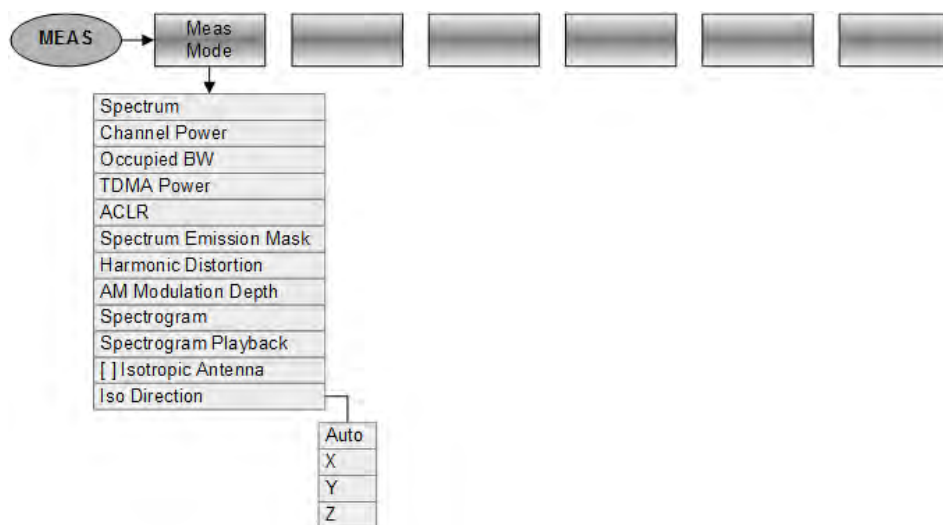 MEAS
Meas
Mode
Spectrum
Channel Power
Occupied BW
TDMA Power
ACLR
Spectrum Emission Mask
Harmonic Distortion
AM Modulation Depth
Spectrogram
Spectrogram Playback
[ ] Isotropic Antenna
Iso Direction
Auto
X
Y
Z